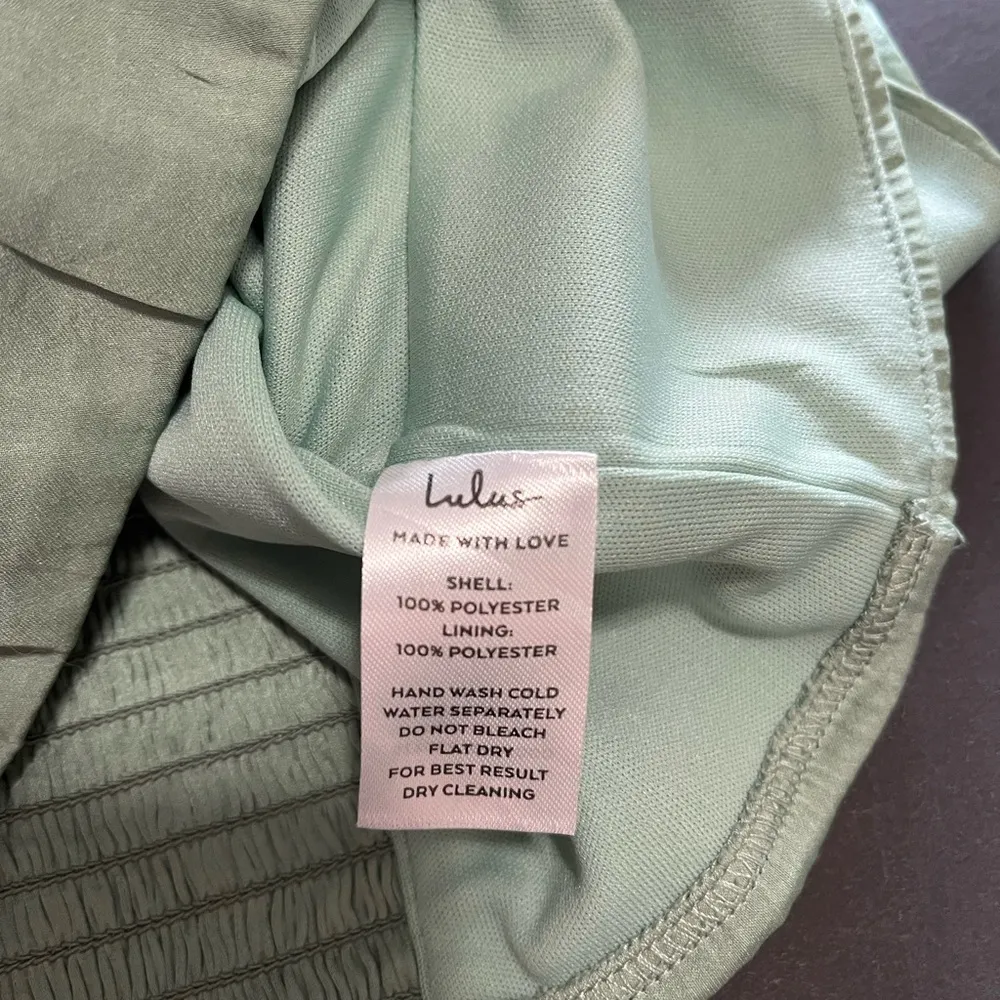 Lulus
MADE WITH LOVE
SHELL:
100% POLYESTER
LINING:
100% POLYESTER
HAND WASH COLD
WATER SEPARATELY
DO NOT BLEACH
FLAT DRY
FOR BEST RESULT
DRY CLEANING